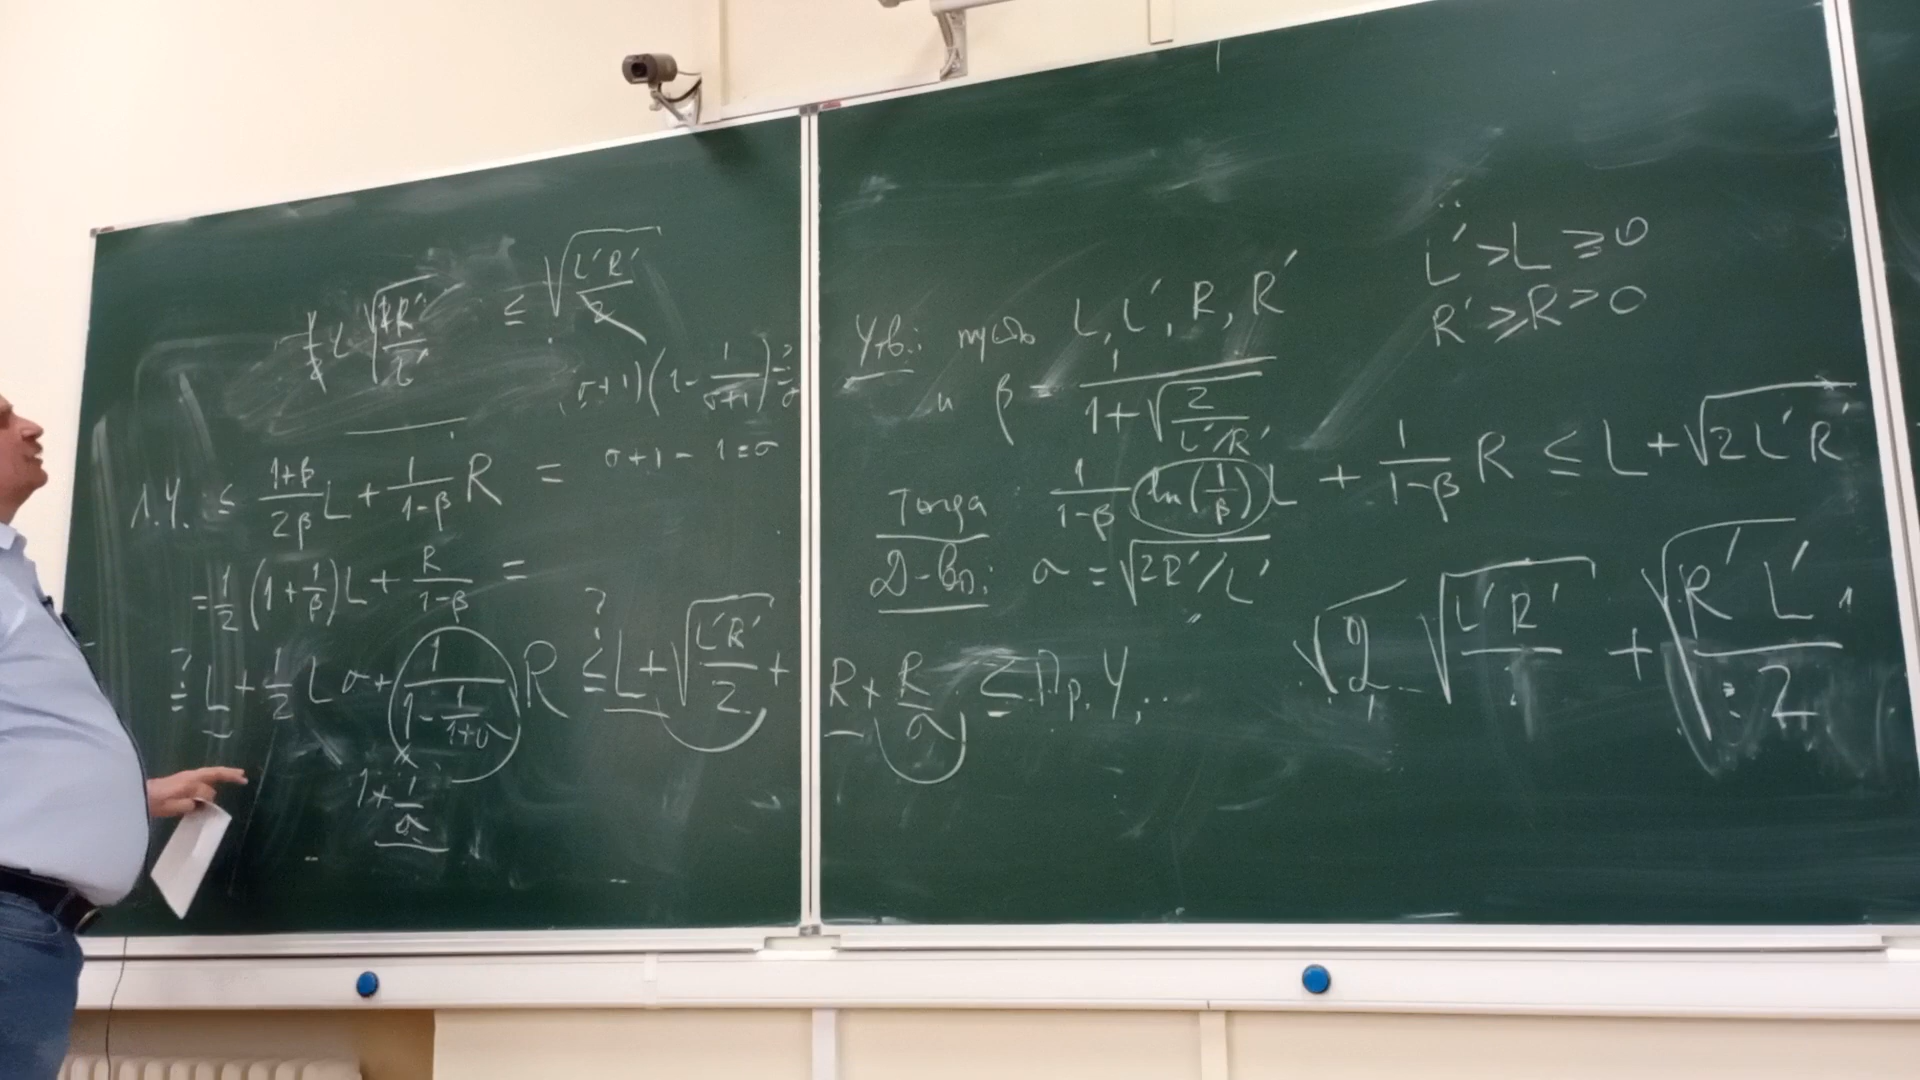 ≤ √(L'R'/2)
(σ+1)(1 - 1/(σ+1)) =? σ
σ+1-1=σ
Л.Ч. ≤ (1+β)/(2β) L + 1/(1-β) R =
= 1/2 (1 + 1/β) L + R/(1-β) =
=? L + 1/2 L σ + 1/(1 - 1/(1+σ)) R ≤? L + √(L'R'/2) + R + R/σ ≤ Пр.Ч.
1 + 1/σ
L' > L ≥ 0
R' ≥ R > 0
Утв.: пусть L, L', R, R'
и β = 1/(1+√(2/(L'/R')))
Тогда 1/(1-β) ln(1/β) L + 1/(1-β) R ≤ L + √(2L'R')
Д-во: σ = √(2R'/L')
+ √(R'L'/2)